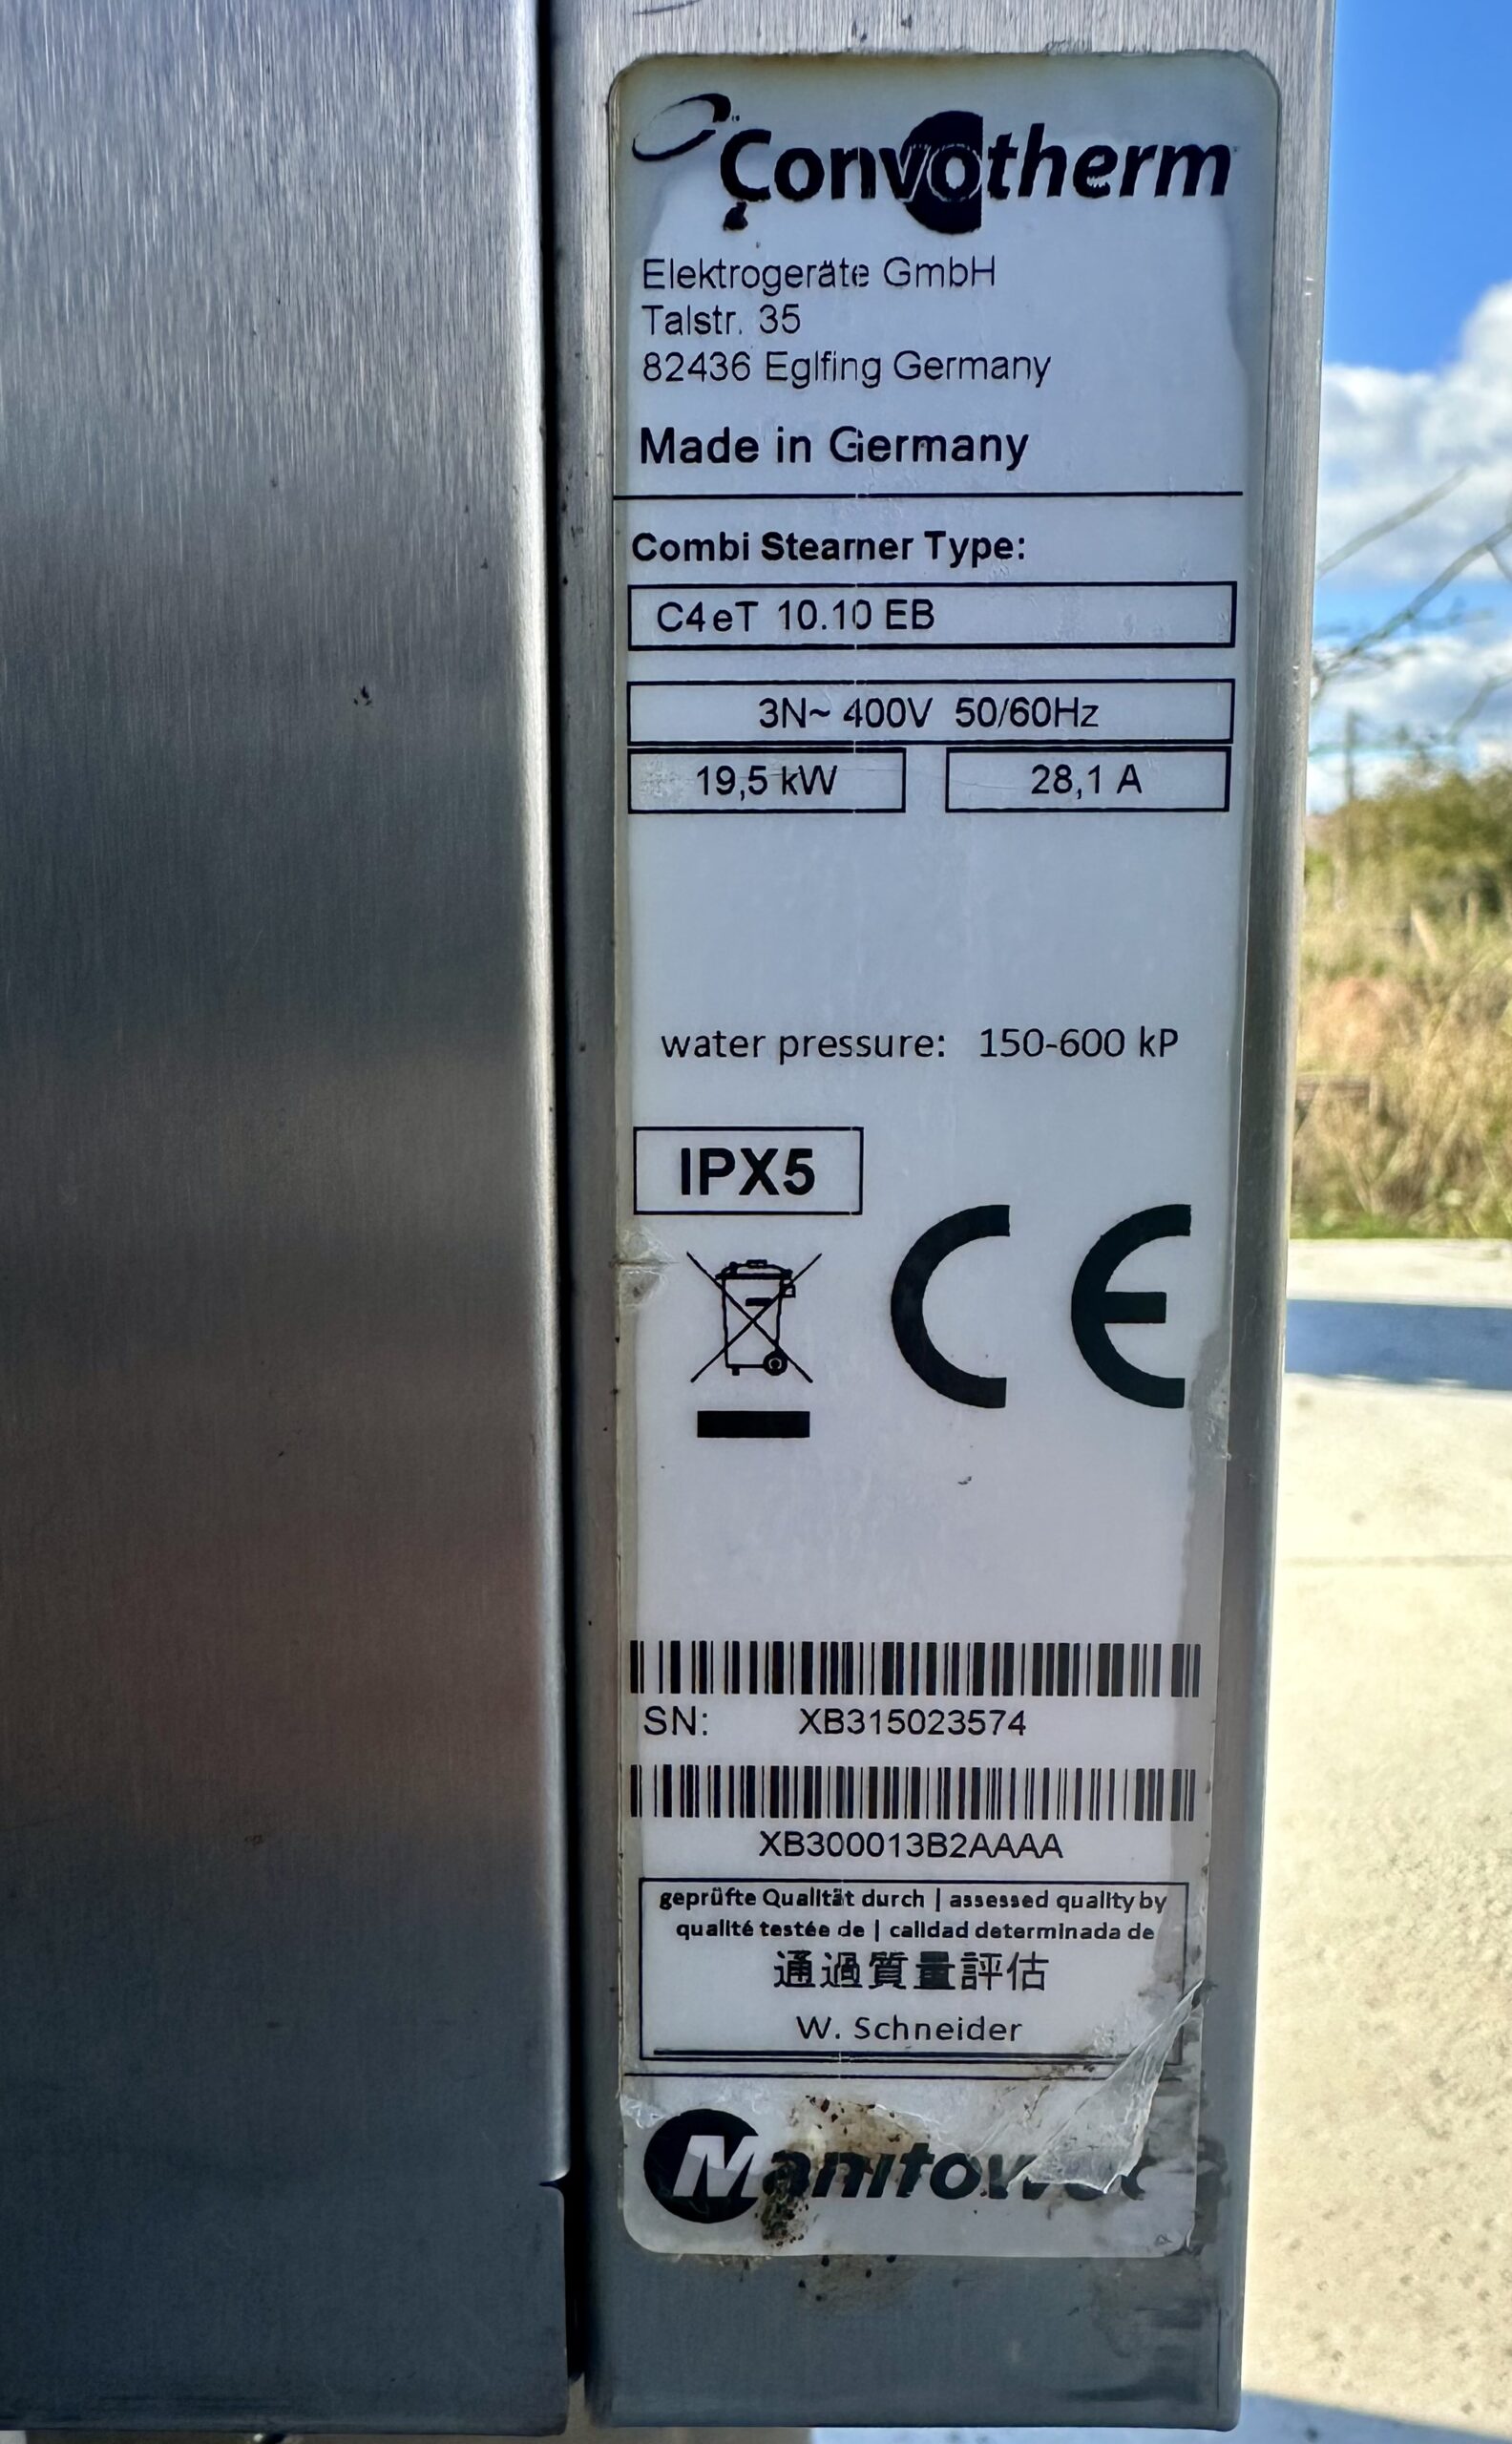 Convotherm
Elektrogeräte GmbH
Talstr. 35
82436 Eglfing Germany
Made in Germany
Combi Steamer Type:
C4eT 10.10 EB
3N~ 400V 50/60Hz
19,5 kW 28,1 A
water pressure: 150-600 kP
IPX5
CE
SN: XB315023574
XB300013B2AAAA
geprüfte Qualität durch | assessed quality by
qualité testée de | calidad determinada de
通過質量評估
W. Schneider
Manitowoc